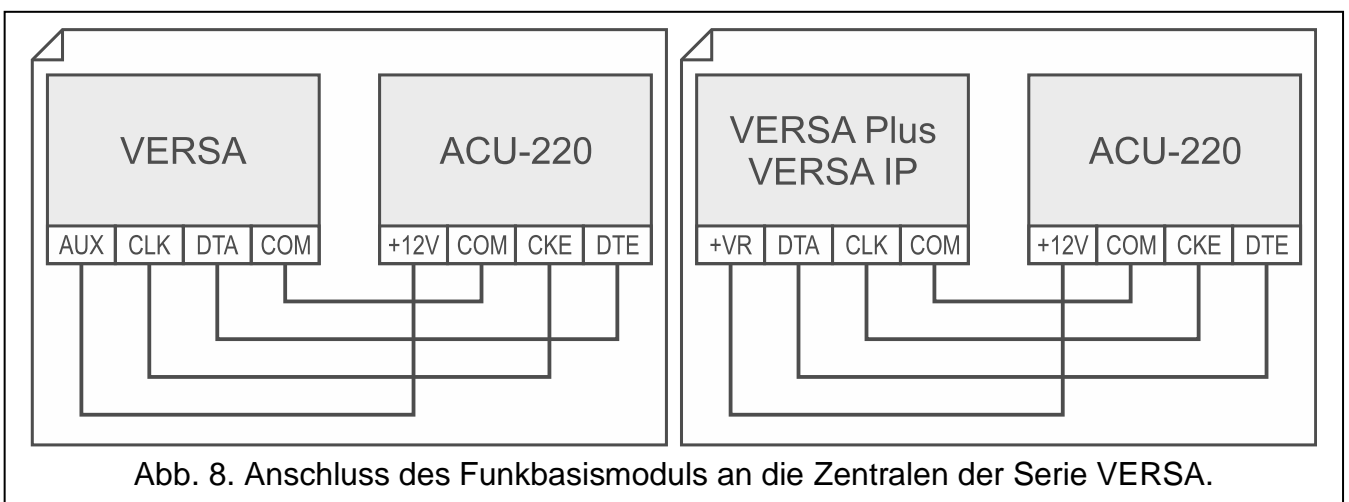 VERSA
ACU-220
AUX CLK DTA COM
+12V COM CKE DTE
VERSA Plus
VERSA IP
ACU-220
+VR DTA CLK COM
+12V COM CKE DTE
Abb. 8. Anschluss des Funkbasismoduls an die Zentralen der Serie VERSA.